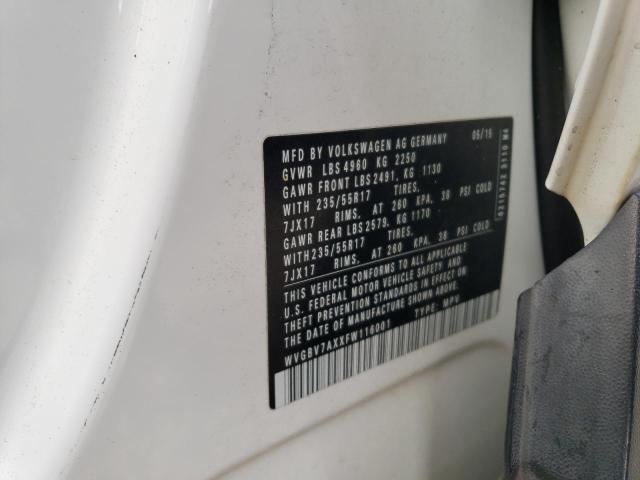 MFD BY VOLKSWAGEN AG GERMANY 05/15
GVWR LBS 4960 KG 2250
GAWR FRONT LBS 2491, KG 1130
WITH 235/55R17 TIRES.
7JX17 RIMS. AT 260 KPA, 38 PSI COLD
GAWR REAR LBS 2579, KG 1170
WITH 235/55R17 TIRES.
7JX17 RIMS. AT 260 KPA, 38 PSI COLD
THIS VEHICLE CONFORMS TO ALL APPLICABLE
U.S. FEDERAL MOTOR VEHICLE SAFETY AND
THEFT PREVENTION STANDARDS IN EFFECT ON
THE DATE OF MANUFACTURE SHOWN ABOVE.
WVGBV7AXXFW116001 TYPE: MPV